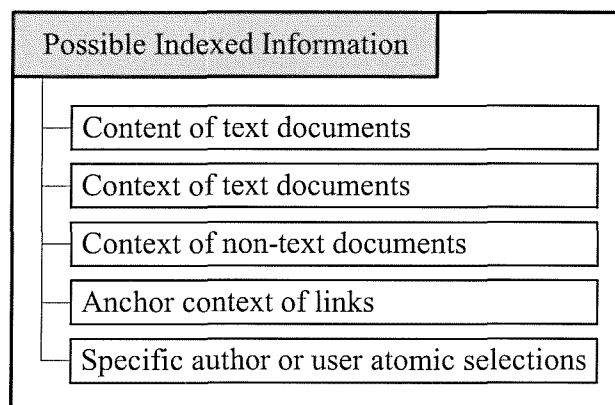 Possible Indexed Information
Content of text documents
Context of text documents
Context of non-text documents
Anchor context of links
Specific author or user atomic selections